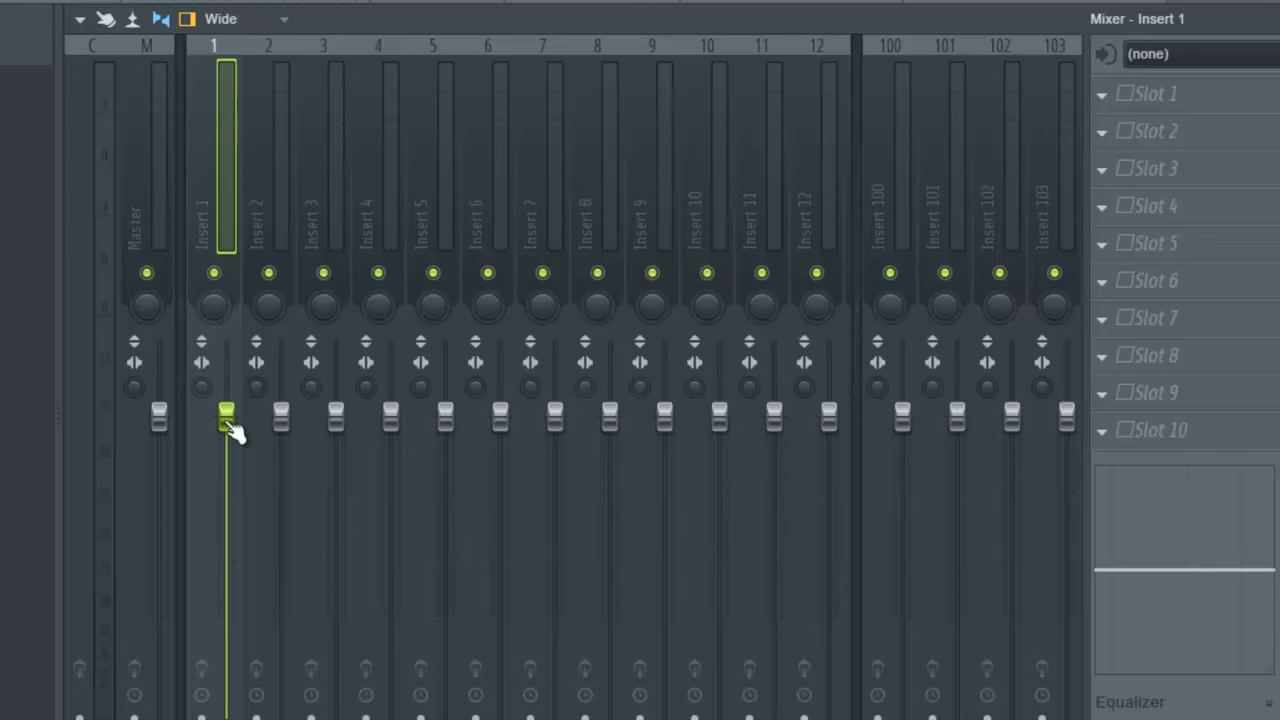 Wide
Mixer - Insert 1
C M 1 2 3 4 5 6 7 8 9 10 11 12 100 101 102 103
(none)
Slot 1
Slot 2
Slot 3
Slot 4
Slot 5
Slot 6
Slot 7
Slot 8
Slot 9
Slot 10
Master
Insert 1
Insert 2
Insert 3
Insert 4
Insert 5
Insert 6
Insert 7
Insert 8
Insert 9
Insert 10
Insert 11
Insert 12
Insert 100
Insert 101
Insert 102
Insert 103
3
0
Equalizer